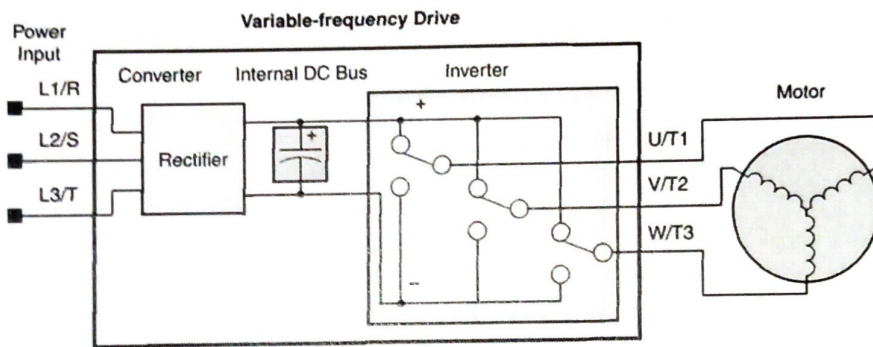 Variable-frequency Drive
Power
Input
Converter
Internal DC Bus
Inverter
Motor
L1/R
L2/S
L3/T
Rectifier
+
+
–
U/T1
V/T2
W/T3